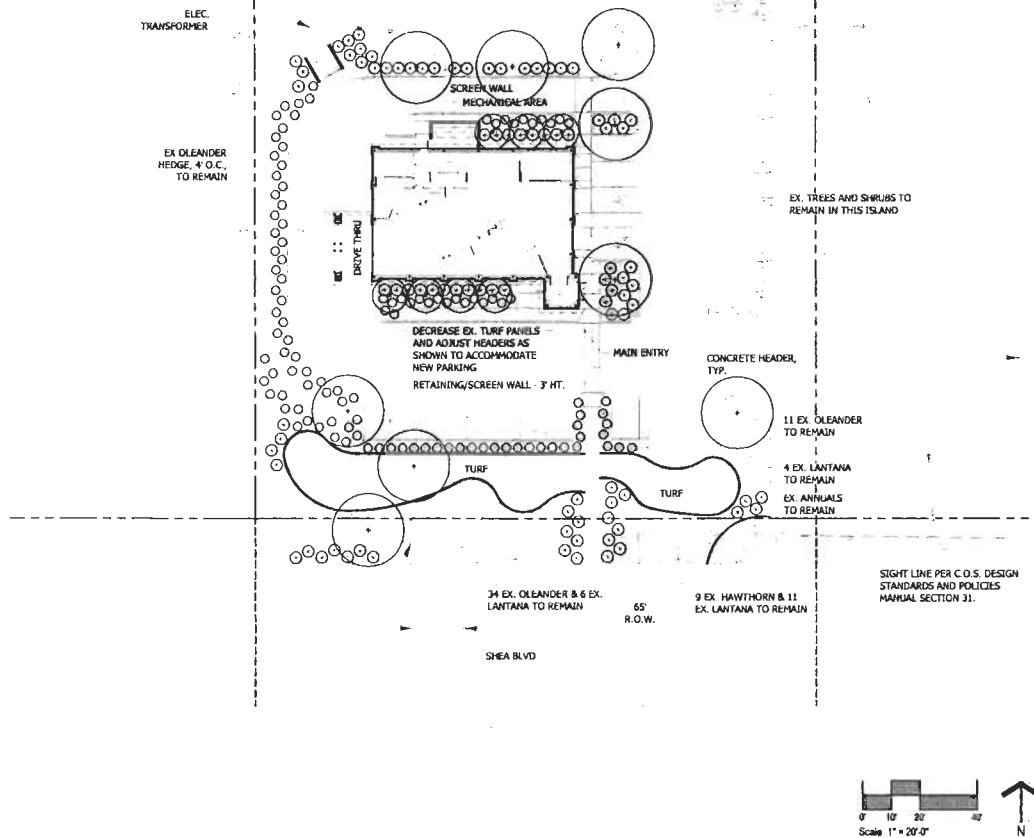 ELEC.
TRANSFORMER
SCREEN WALL
MECHANICAL AREA
EX OLEANDER
HEDGE, 4' O.C.,
TO REMAIN
EX. TREES AND SHRUBS TO
REMAIN IN THIS ISLAND
DRIVE THRU
DECREASE EX. TURF PANELS
AND ADJUST HEADERS AS
SHOWN TO ACCOMMODATE
NEW PARKING
RETAINING/SCREEN WALL - 3' HT.
MAIN ENTRY
CONCRETE HEADER,
TYP.
11 EX. OLEANDER
TO REMAIN
4 EX. LANTANA
TO REMAIN
EX. ANNUALS
TO REMAIN
TURF
TURF
34 EX. OLEANDER & 6 EX.
LANTANA TO REMAIN
65'
R.O.W.
9 EX. HAWTHORN & 11
EX. LANTANA TO REMAIN
SIGHT LINE PER C.O.S. DESIGN
STANDARDS AND POLICIES
MANUAL SECTION 31.
SHEA BLVD
0' 10' 20' 40'
Scale 1" = 20'-0"
N